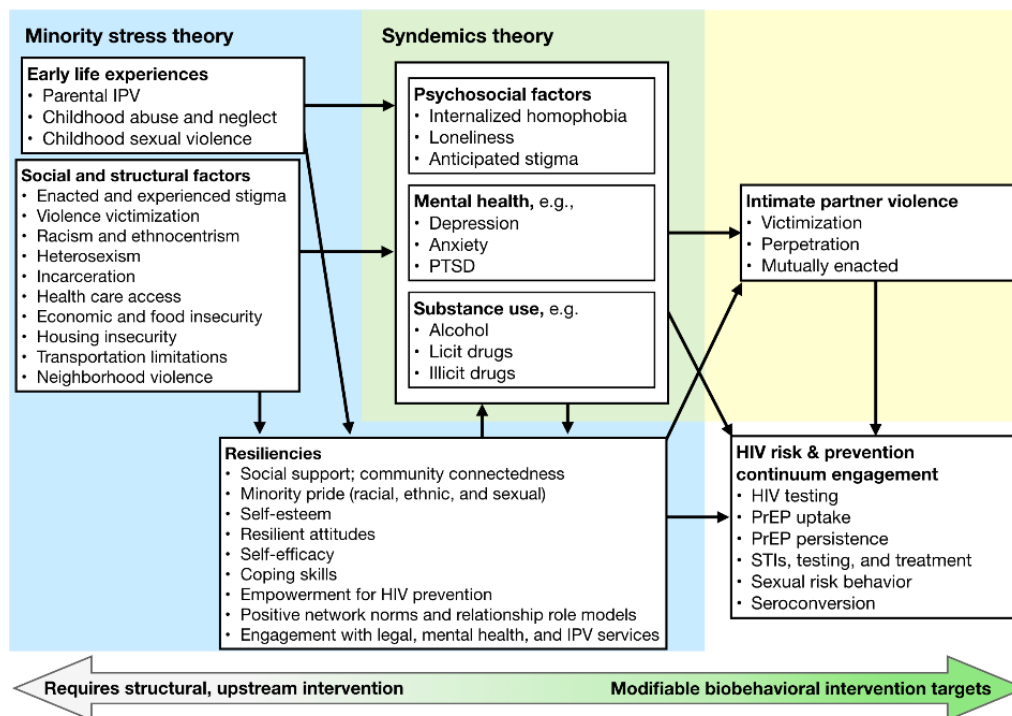 Minority stress theory
Syndemics theory
Early life experiences
• Parental IPV
• Childhood abuse and neglect
• Childhood sexual violence
Social and structural factors
• Enacted and experienced stigma
• Violence victimization
• Racism and ethnocentrism
• Heterosexism
• Incarceration
• Health care access
• Economic and food insecurity
• Housing insecurity
• Transportation limitations
• Neighborhood violence
Psychosocial factors
• Internalized homophobia
• Loneliness
• Anticipated stigma
Mental health, e.g.,
• Depression
• Anxiety
• PTSD
Substance use, e.g.
• Alcohol
• Licit drugs
• Illicit drugs
Intimate partner violence
• Victimization
• Perpetration
• Mutually enacted
Resiliencies
• Social support; community connectedness
• Minority pride (racial, ethnic, and sexual)
• Self-esteem
• Resilient attitudes
• Self-efficacy
• Coping skills
• Empowerment for HIV prevention
• Positive network norms and relationship role models
• Engagement with legal, mental health, and IPV services
HIV risk & prevention
continuum engagement
• HIV testing
• PrEP uptake
• PrEP persistence
• STIs, testing, and treatment
• Sexual risk behavior
• Seroconversion
Requires structural, upstream intervention
Modifiable biobehavioral intervention targets